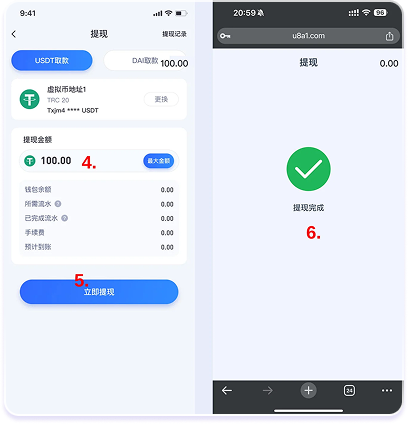 9:41
提现
提现记录
USDT取款
DAI取款
100.00
虚拟币地址1
TRC 20
Txjm4 **** USDT
更换
提现金额
100.00
4.
最大金额
钱包余额
0.00
所需流水 ?
0.00
已完成流水 ?
0.00
手续费
0.00
预计到账
0.00
5.
立即提现
20:59
96
u8a1.com
提现
0.00
提现完成
6.
24